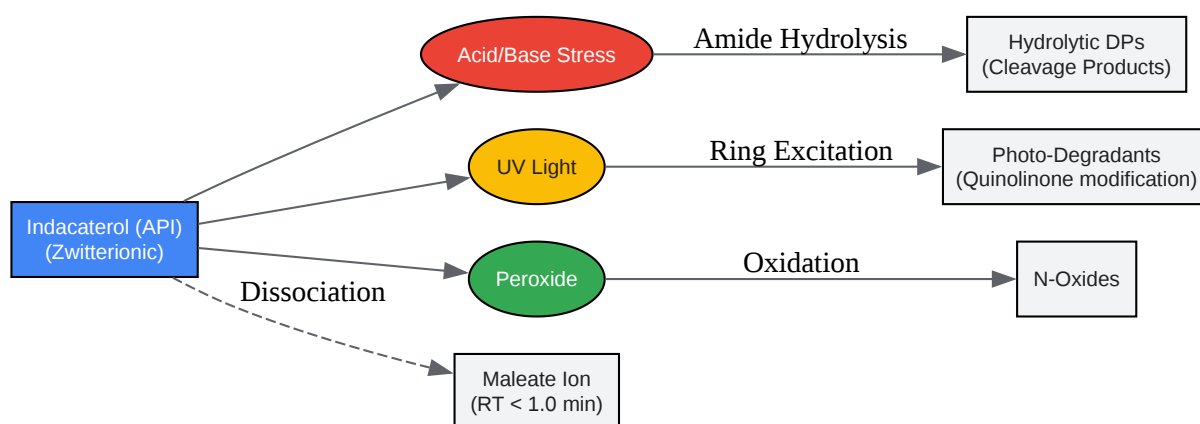 Acid/Base Stress
Amide Hydrolysis
Hydrolytic DPs
(Cleavage Products)
UV Light
Ring Excitation
Photo-Degradants
(Quinolinone modification)
Indacaterol (API)
(Zwitterionic)
Peroxide
Oxidation
N-Oxides
Dissociation
Maleate Ion
(RT < 1.0 min)